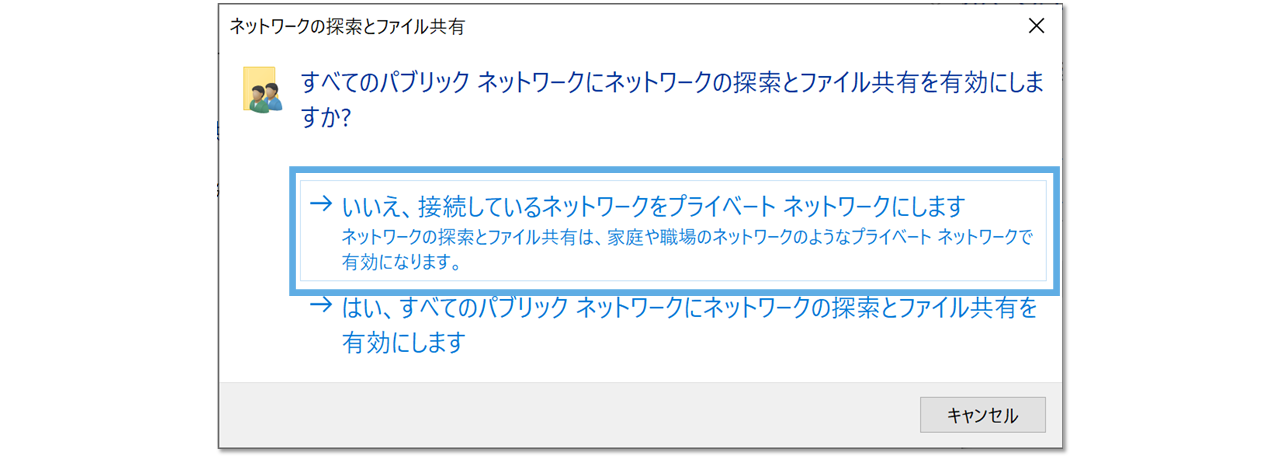 ネットワークの探索とファイル共有
すべてのパブリック ネットワークにネットワークの探索とファイル共有を有効にしま
すか?
いいえ、接続しているネットワークをプライベート ネットワークにします
ネットワークの探索とファイル共有は、家庭や職場のネットワークのようなプライベート ネットワークで
有効になります。
はい、すべてのパブリック ネットワークにネットワークの探索とファイル共有を
有効にします
キャンセル